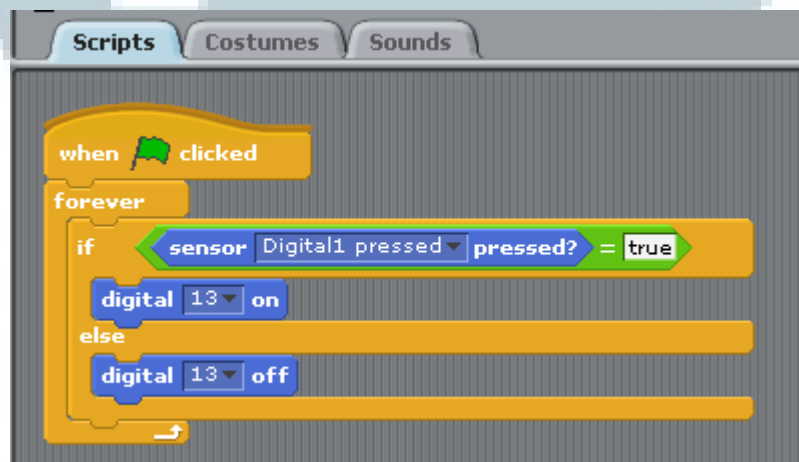 Scripts Costumes Sounds
when clicked
forever
if sensor Digital1 pressed pressed? = true
digital 13 on
else
digital 13 off